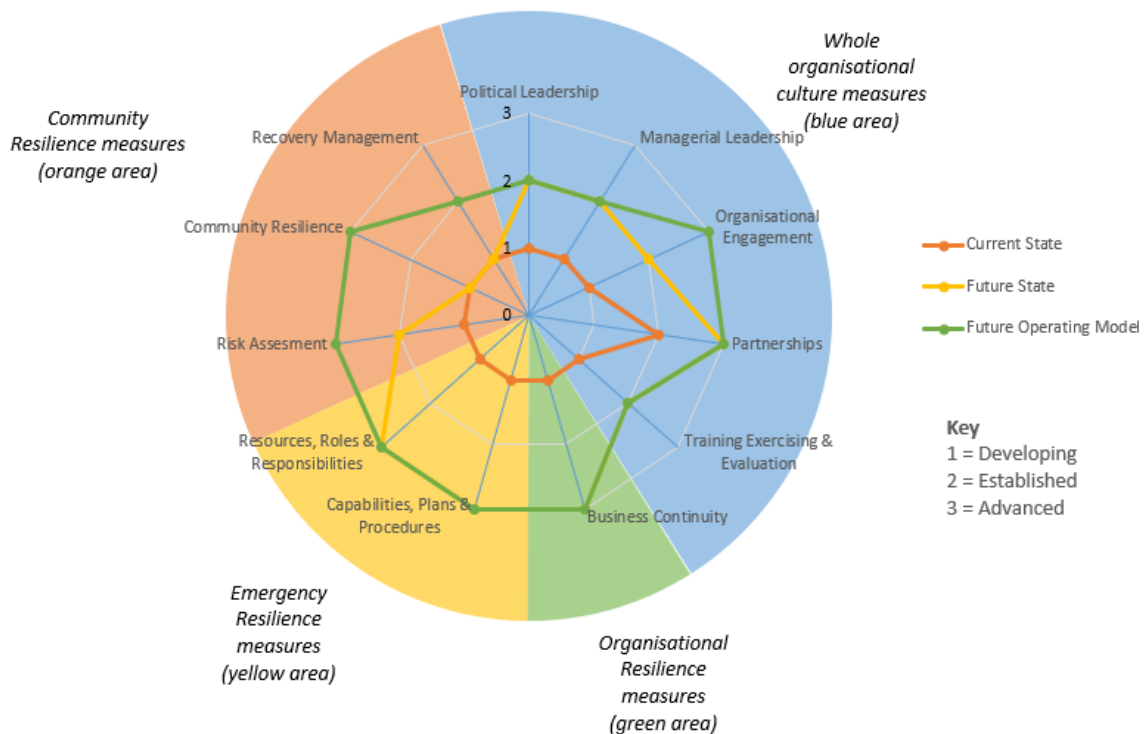 Whole
organisational
culture measures
(blue area)
Community
Resilience measures
(orange area)
Political Leadership
3
Recovery Management
Managerial Leadership
2
Community Resilience
Organisational
Engagement
1
Current State
Future State
Future Operating Model
0
Risk Assesment
Partnerships
Resources, Roles &
Responsibilities
Training Exercising &
Evaluation
Key
1 = Developing
2 = Established
3 = Advanced
Capabilities, Plans &
Procedures
Business Continuity
Emergency
Resilience
measures
(yellow area)
Organisational
Resilience
measures
(green area)